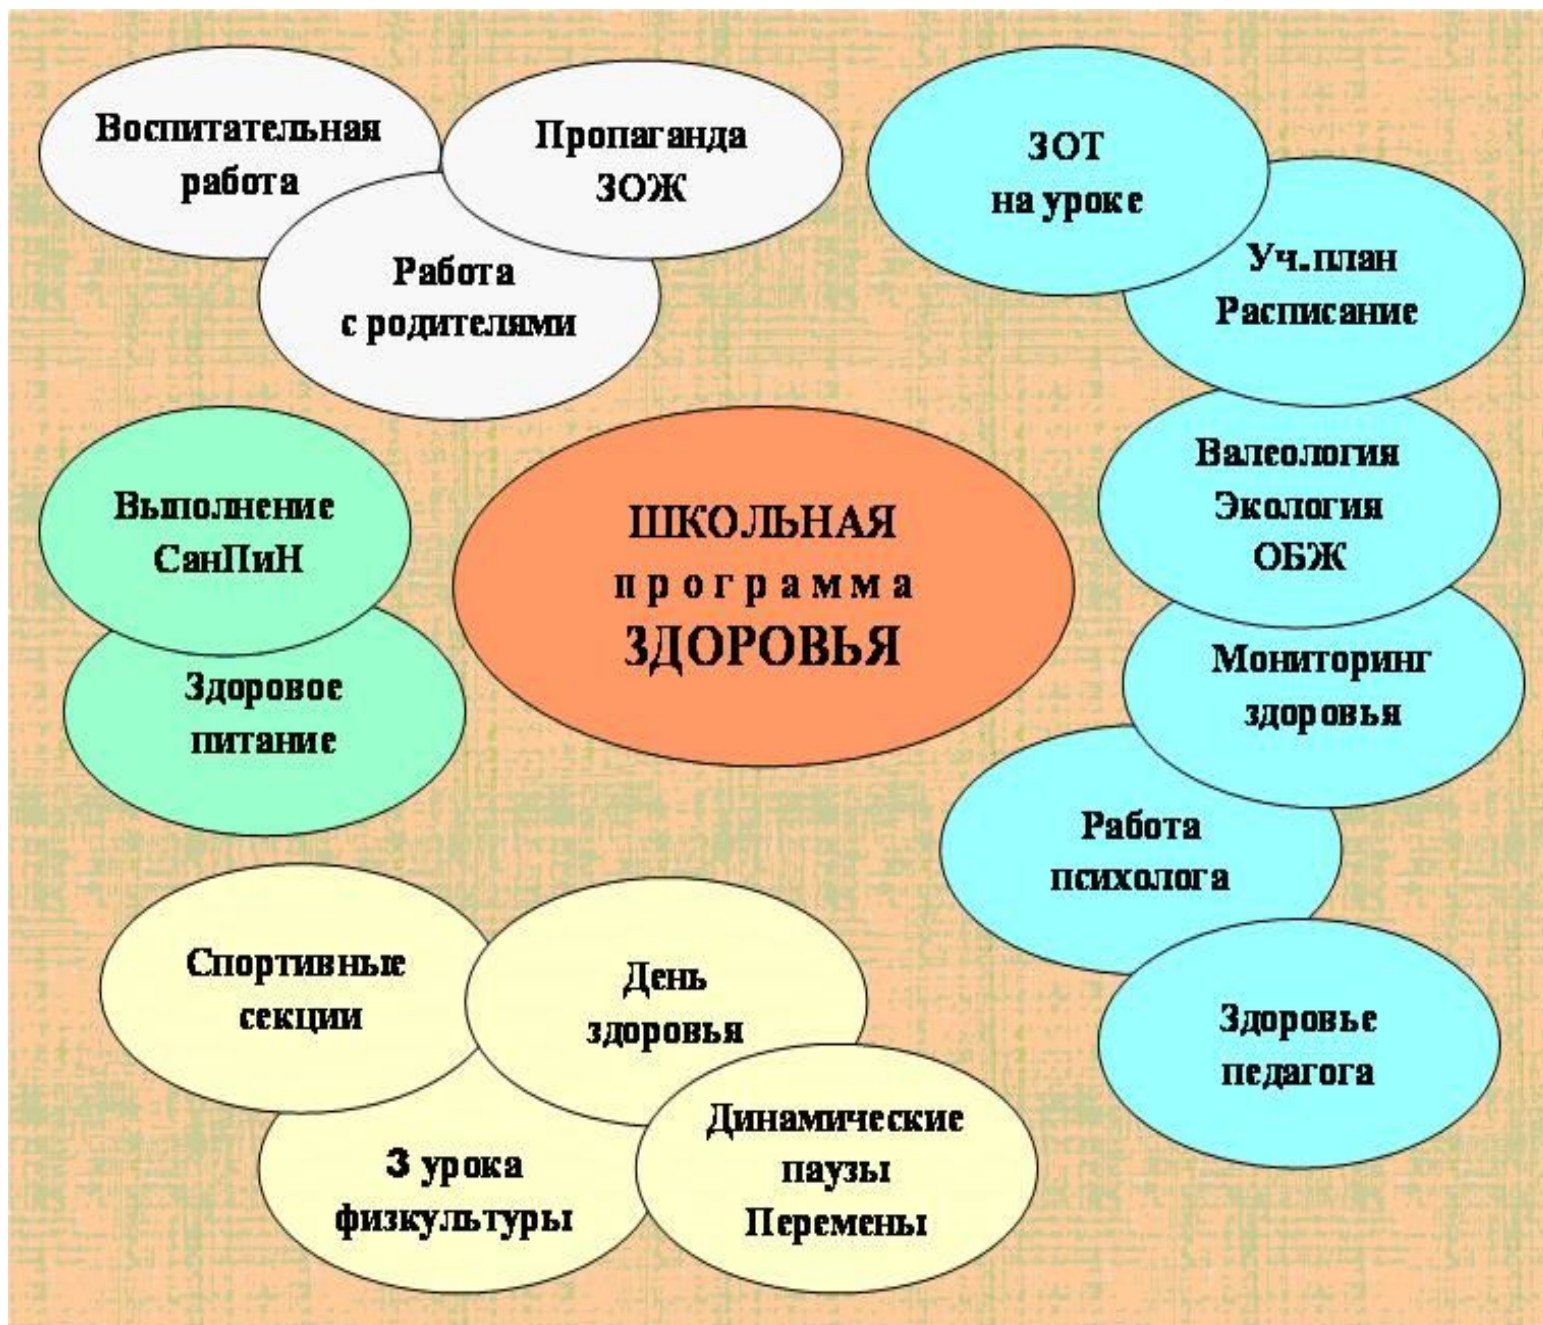 Воспитательная
работа
Пропаганда
ЗОЖ
Работа
с родителями
ЗОТ
на уроке
Уч.план
Расписание
Валеология
Экология
ОБЖ
Мониторинг
здоровья
Работа
психолога
Здоровье
педагога
Выполнение
СанПиН
Здоровое
питание
ШКОЛЬНАЯ
программа
ЗДОРОВЬЯ
Спортивные
секции
День
здоровья
3 урока
физкультуры
Динамические
паузы
Перемены